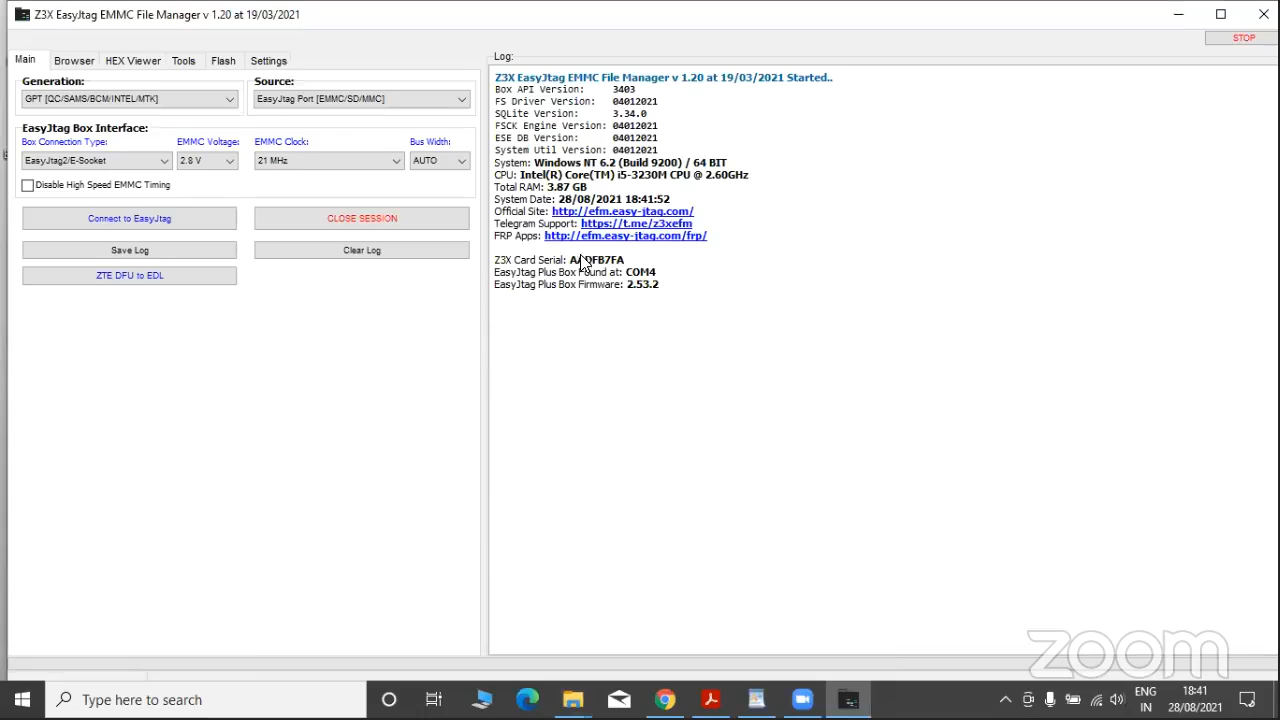 Z3X EasyJtag EMMC File Manager v 1.20 at 19/03/2021
STOP
Main Browser HEX Viewer Tools Flash Settings
Log:
Generation: Source:
GPT [QC/SAMS/BCM/INTEL/MTK] EasyJtag Port [EMMC/SD/MMC]
EasyJtag Box Interface:
Box Connection Type: EMMC Voltage: EMMC Clock: Bus Width:
EasyJtag2/E-Socket 2.8 V 21 MHz AUTO
Disable High Speed EMMC Timing
Connect to EasyJtag CLOSE SESSION
Save Log Clear Log
ZTE DFU to EDL
Z3X EasyJtag EMMC File Manager v 1.20 at 19/03/2021 Started..
Box API Version: 3403
FS Driver Version: 04012021
SQLite Version: 3.34.0
FSCK Engine Version: 04012021
ESE DB Version: 04012021
System Util Version: 04012021
System: Windows NT 6.2 (Build 9200) / 64 BIT
CPU: Intel(R) Core(TM) i5-3230M CPU @ 2.60GHz
Total RAM: 3.87 GB
System Date: 28/08/2021 18:41:52
Official Site: http://efm.easy-jtag.com/
Telegram Support: https://t.me/z3xefm
FRP Apps: http://efm.easy-jtag.com/frp/
Z3X Card Serial:
EasyJtag Plus Box Found at: COM4
EasyJtag Plus Box Firmware: 2.53.2
zoom
Type here to search
ENG 18:41
IN 28/08/2021